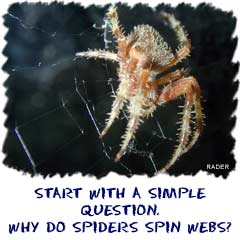 RADER
START WITH A SIMPLE
QUESTION.
WHY DO SPIDERS SPIN WEBS?